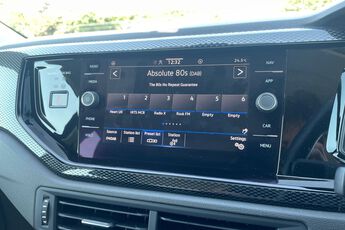 12:32
24.5°C
RADIO
MEDIA
PHONE
NAV
APP
CAR
MENU
Absolute 80s (DAB)
The 80s No Repeat Guarantee
1 2 3 4 5 6
Heart UK HITS MCR Radio X Rock FM Empty Empty
Source Station list Preset list Station Settings